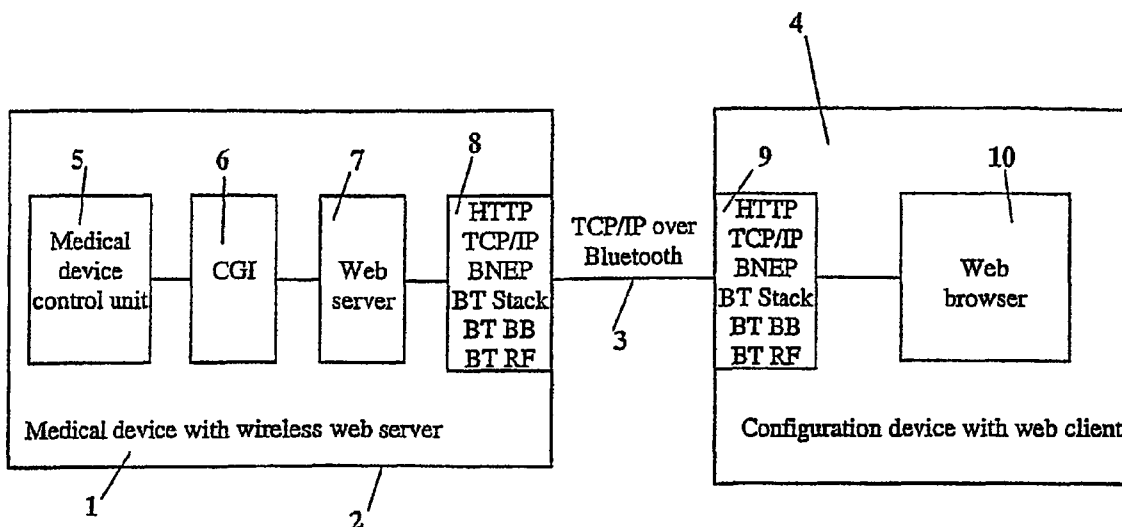 4
5
6
7
8
9
10
Medical
device
control unit
CGI
Web
server
HTTP
TCP/IP
BNEP
BT Stack
BT BB
BT RF
TCP/IP over
Bluetooth
3
HTTP
TCP/IP
BNEP
BT Stack
BT BB
BT RF
Web
browser
Medical device with wireless web server
Configuration device with web client
1
2